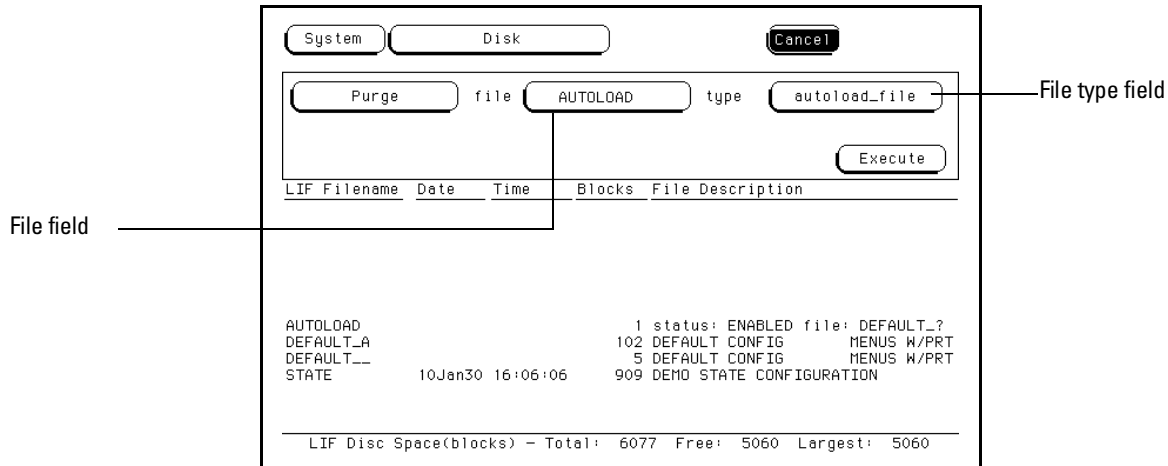 System Disk Cancel
Purge file AUTOLOAD type autoload_file File type field
Execute
LIF Filename Date Time Blocks File Description
File field
AUTOLOAD 1 status: ENABLED file: DEFAULT_?
DEFAULT_A 102 DEFAULT CONFIG MENUS W/PRT
DEFAULT__ 5 DEFAULT CONFIG MENUS W/PRT
STATE 10Jan30 16:06:06 909 DEMO STATE CONFIGURATION
LIF Disc Space(blocks) - Total: 6077 Free: 5060 Largest: 5060